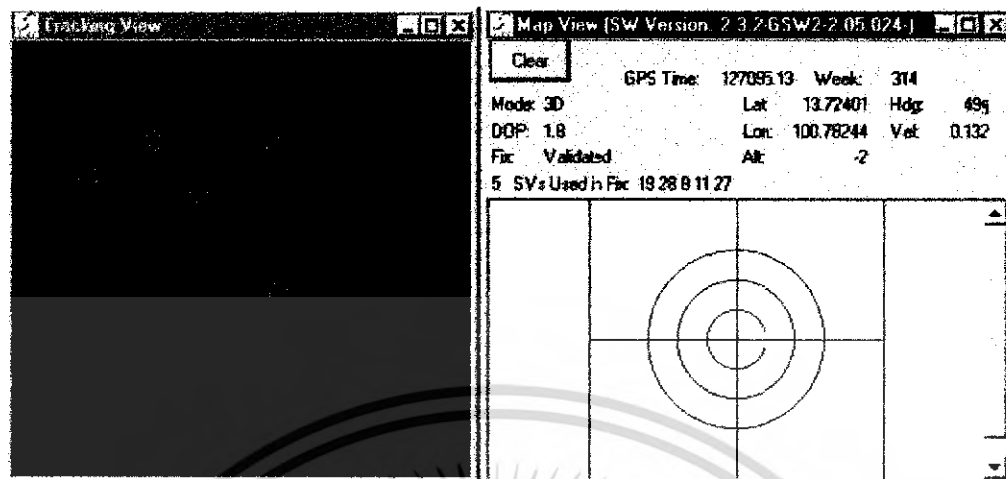 Tracking View
Map View (SW Version: 2.3.2-GSW2-2.05.024-)
Clear
GPS Time: 127095.13 Week: 314
Mode: 3D Lat: 13.72401 Hdg:
DOP: 1.8 Lon: 100.78244 Vel: 0.132
Fix: Validated Alt: -2
5 SVs Used in Fix: 19 28 8 11 27